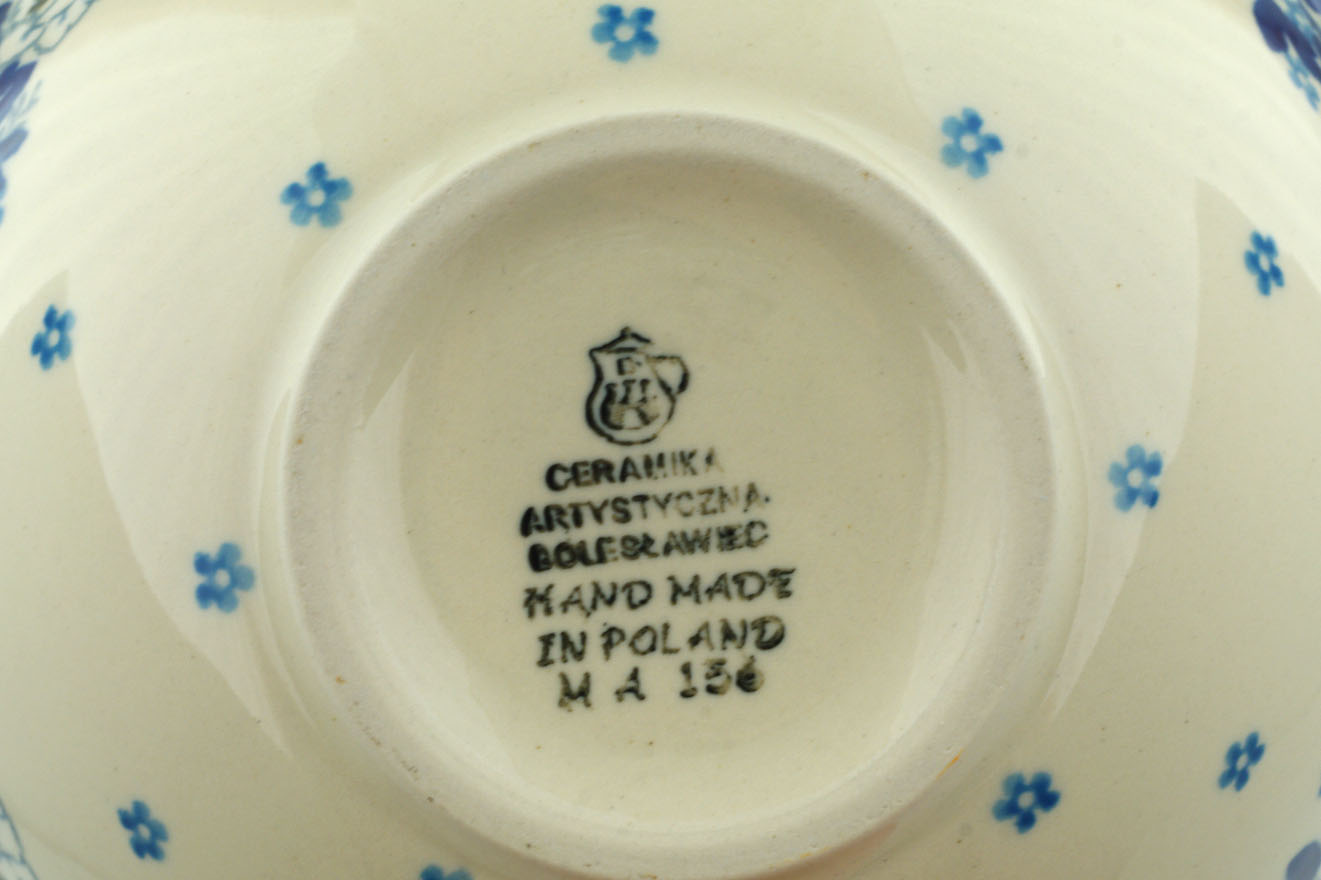 CERAMIKA
ARTYSTYCZNA
BOLESŁAWIEC
HAND MADE
IN POLAND
M A 156